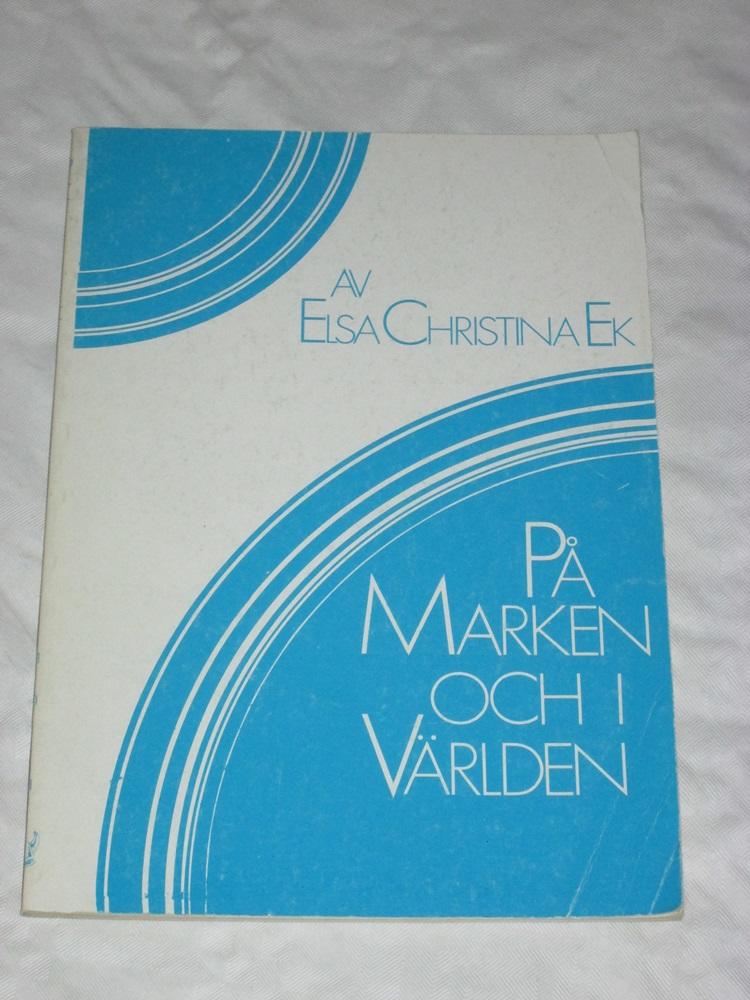 AV
ELSA CHRISTINA EK
PÅ
MARKEN
OCH I
VÄRLDEN